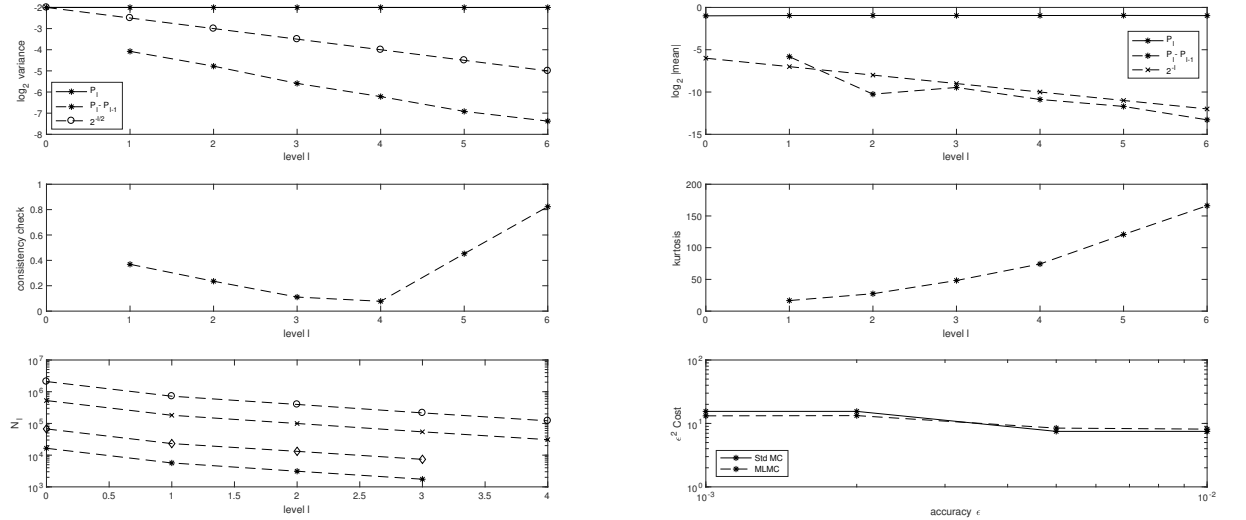 log₂ variance
-2
-3
-4
-5
-6
-7
-8
P_l
P_l - P_{l-1}
2^{-l/2}
0 1 2 3 4 5 6
level l
log₂ |mean|
0
-5
-10
-15
P_l
P_l - P_{l-1}
2^{-l}
0 1 2 3 4 5 6
level l
consistency check
1
0.8
0.6
0.4
0.2
0
0 1 2 3 4 5 6
level l
kurtosis
200
150
100
50
0
0 1 2 3 4 5 6
level l
N_l
10^7
10^6
10^5
10^4
10^3
0 0.5 1 1.5 2 2.5 3 3.5 4
level l
ϵ² Cost
10^2
10^1
10^0
Std MC
MLMC
10^{-3} 10^{-2}
accuracy ϵ